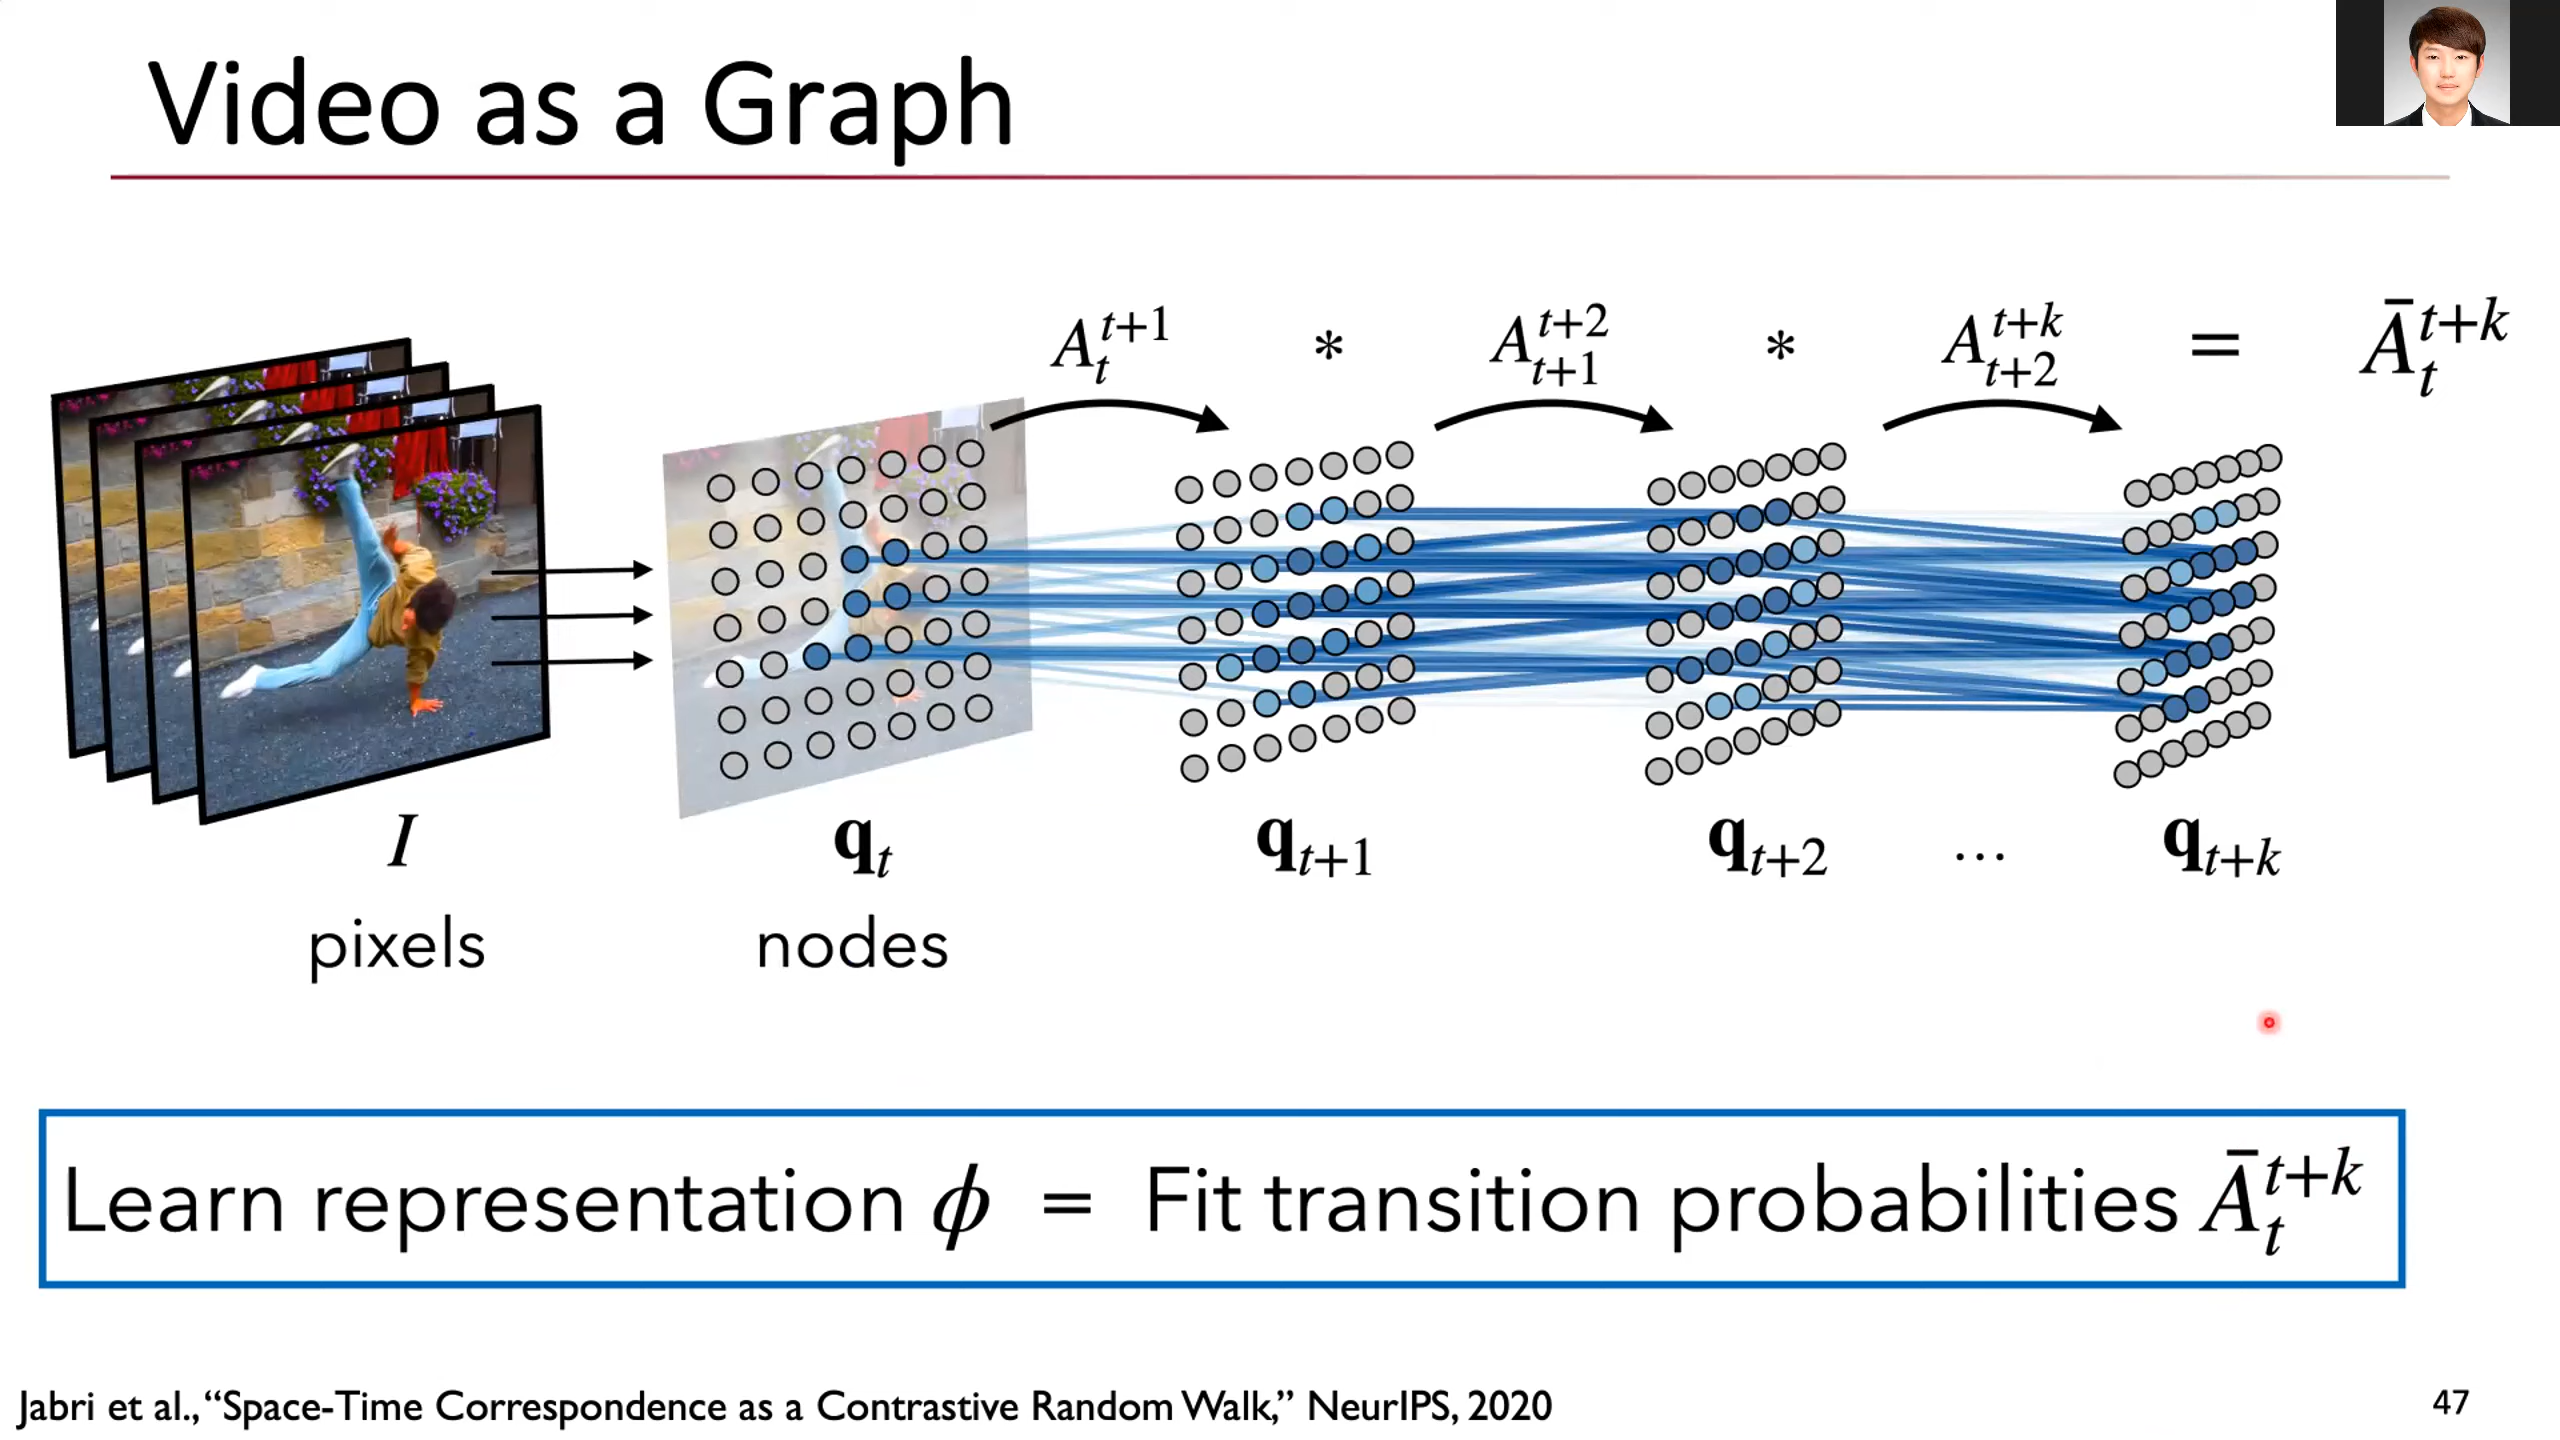 Video as a Graph
A_t^{t+1} * A_{t+1}^{t+2} * A_{t+2}^{t+k} = Ā_t^{t+k}
I q_t q_{t+1} q_{t+2} … q_{t+k}
pixels nodes
Learn representation ϕ = Fit transition probabilities Ā_t^{t+k}
Jabri et al., “Space-Time Correspondence as a Contrastive Random Walk,” NeurIPS, 2020
47